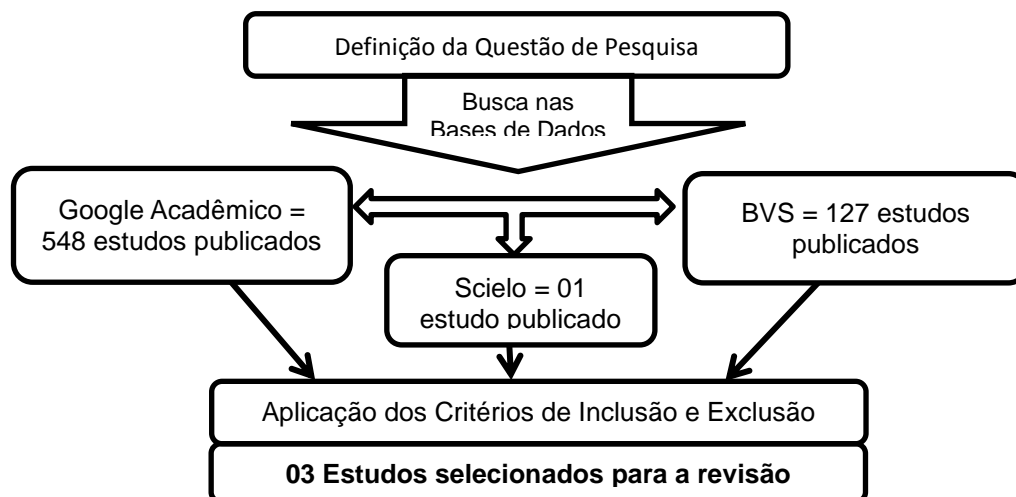 Definição da Questão de Pesquisa
Busca nas
Bases de Dados
Google Acadêmico =
548 estudos publicados
BVS = 127 estudos
publicados
Scielo = 01
estudo publicado
Aplicação dos Critérios de Inclusão e Exclusão
03 Estudos selecionados para a revisão